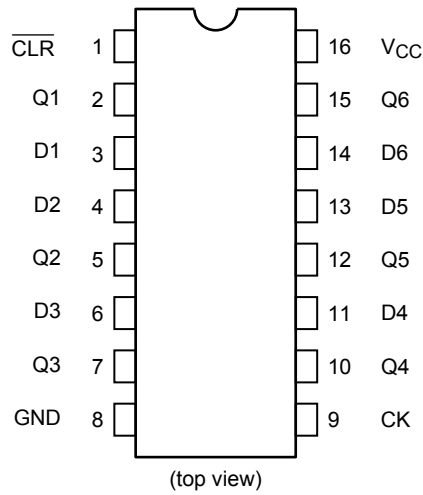 C̅L̅R̅ 1 16 VCC
Q1 2 15 Q6
D1 3 14 D6
D2 4 13 D5
Q2 5 12 Q5
D3 6 11 D4
Q3 7 10 Q4
GND 8 9 CK
(top view)